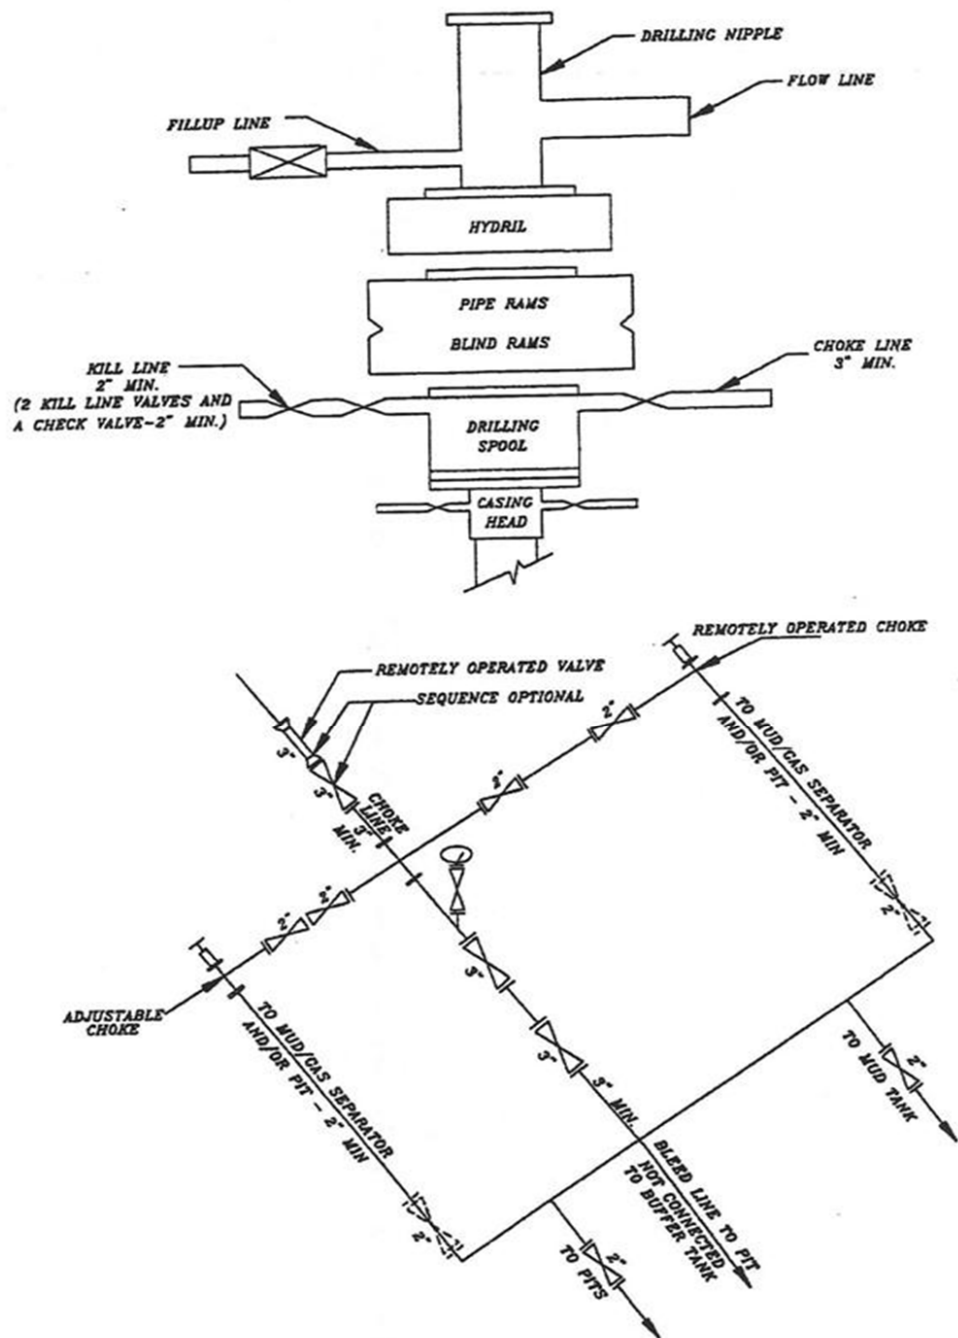 DRILLING NIPPLE
FLOW LINE
FILLUP LINE
HYDRIL
PIPE RAMS
BLIND RAMS
KILL LINE
2" MIN.
(2 KILL LINE VALVES AND
A CHECK VALVE-2" MIN.)
CHOKE LINE
3" MIN.
DRILLING
SPOOL
CASING
HEAD
REMOTELY OPERATED CHOKE
REMOTELY OPERATED VALVE
SEQUENCE OPTIONAL
3"
3"
CHOKE
LINE
3"
MIN.
2"
2"
TO MUD/GAS SEPARATOR
AND/OR PIT - 2" MIN
2"
2"
2"
ADJUSTABLE
CHOKE
TO MUD/GAS SEPARATOR
AND/OR PIT - 2" MIN
2"
3"
3"
3" MIN.
BLEED LINE TO PIT
NOT CONNECTED
TO BUFFER TANK
2"
TO MUD TANK
2"
TO PITS